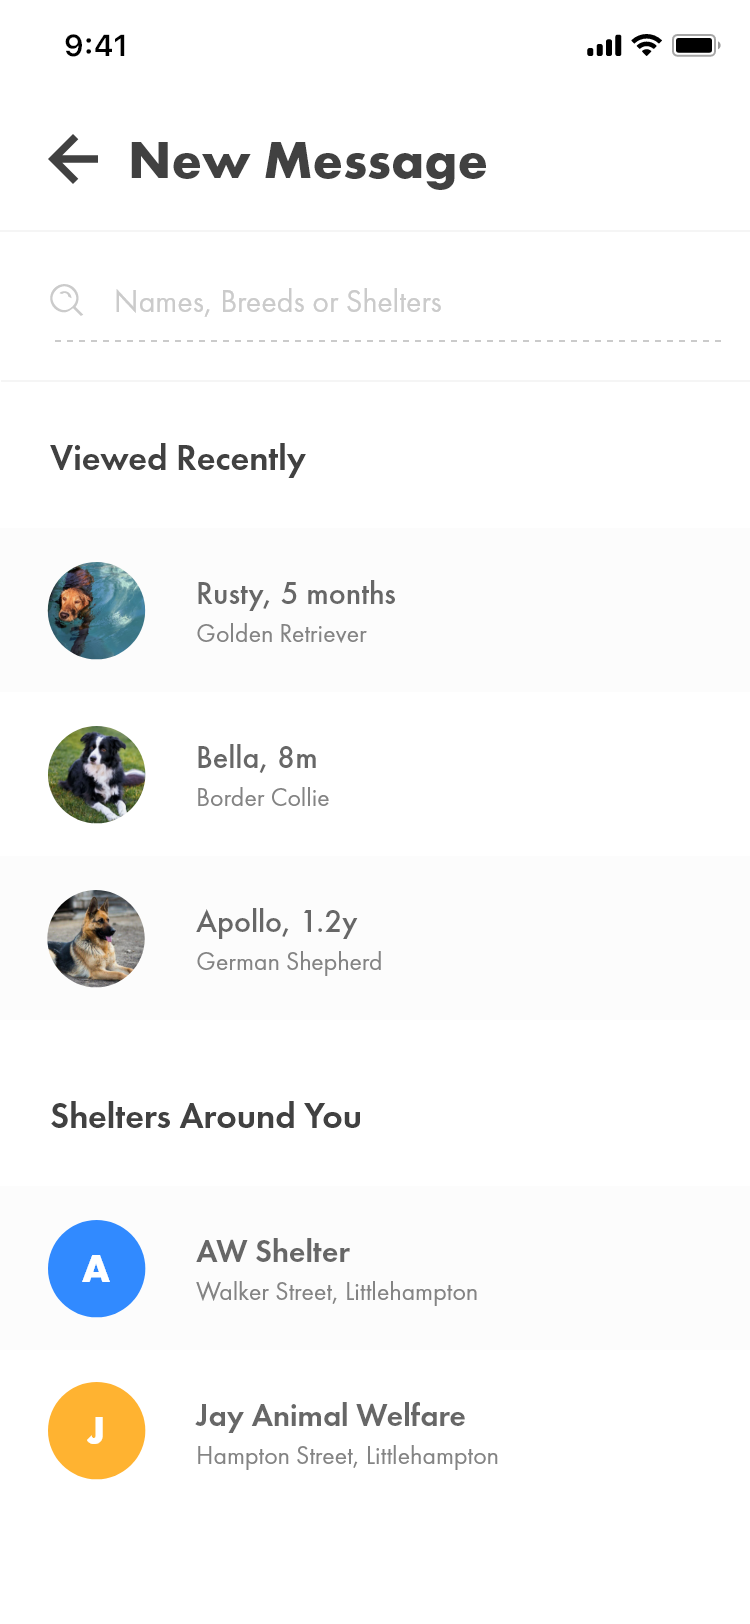 9:41
New Message
Names, Breeds or Shelters
Viewed Recently
Rusty, 5 months
Golden Retriever
Bella, 8m
Border Collie
Apollo, 1.2y
German Shepherd
Shelters Around You
A
AW Shelter
Walker Street, Littlehampton
J
Jay Animal Welfare
Hampton Street, Littlehampton